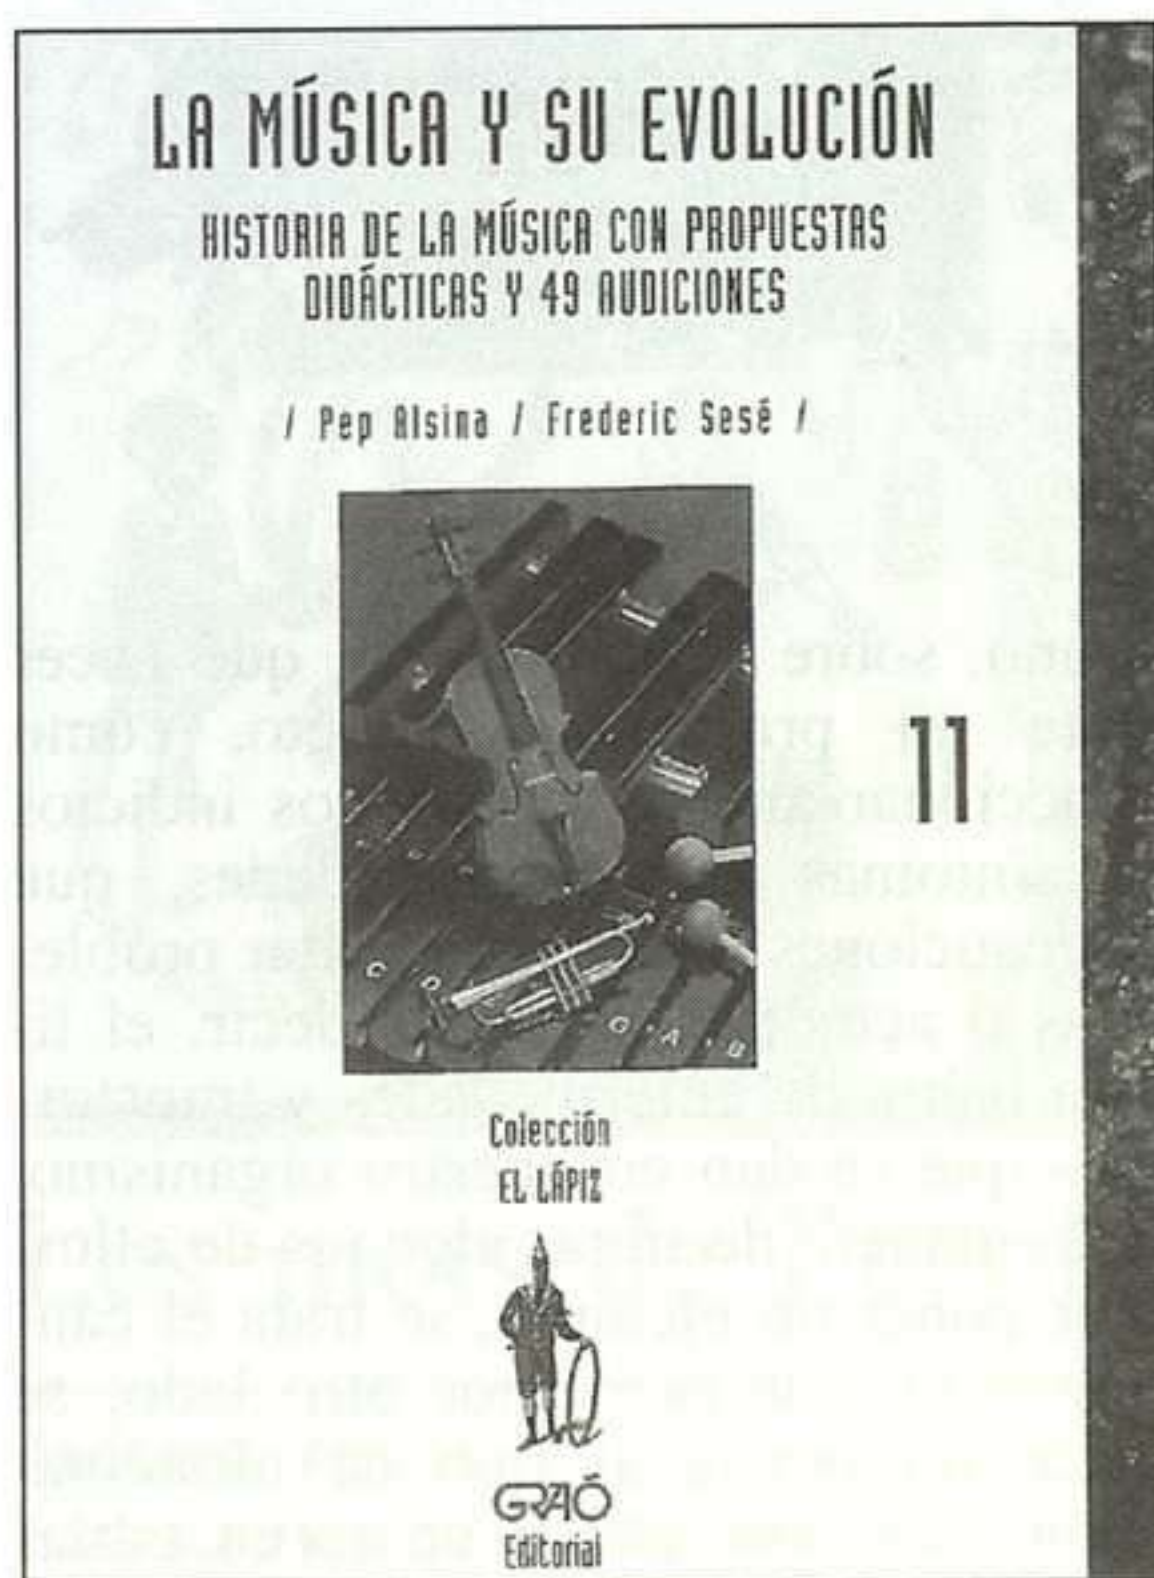 LA MÚSICA Y SU EVOLUCIÓN
HISTORIA DE LA MÚSICA CON PROPUESTAS
DIDÁCTICAS Y 49 AUDICIONES
/ Pep Alsina / Frederic Sesé /
C D
G A B
11
Colección
EL LÁPIZ
GRAÓ
Editorial